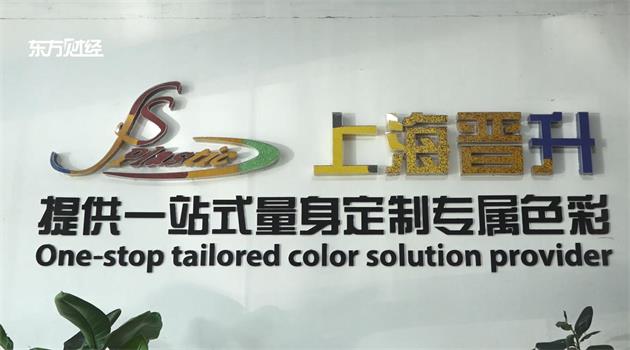 东方财经
上海晋升
提供一站式量身定制专属色彩
One-stop tailored color solution provider